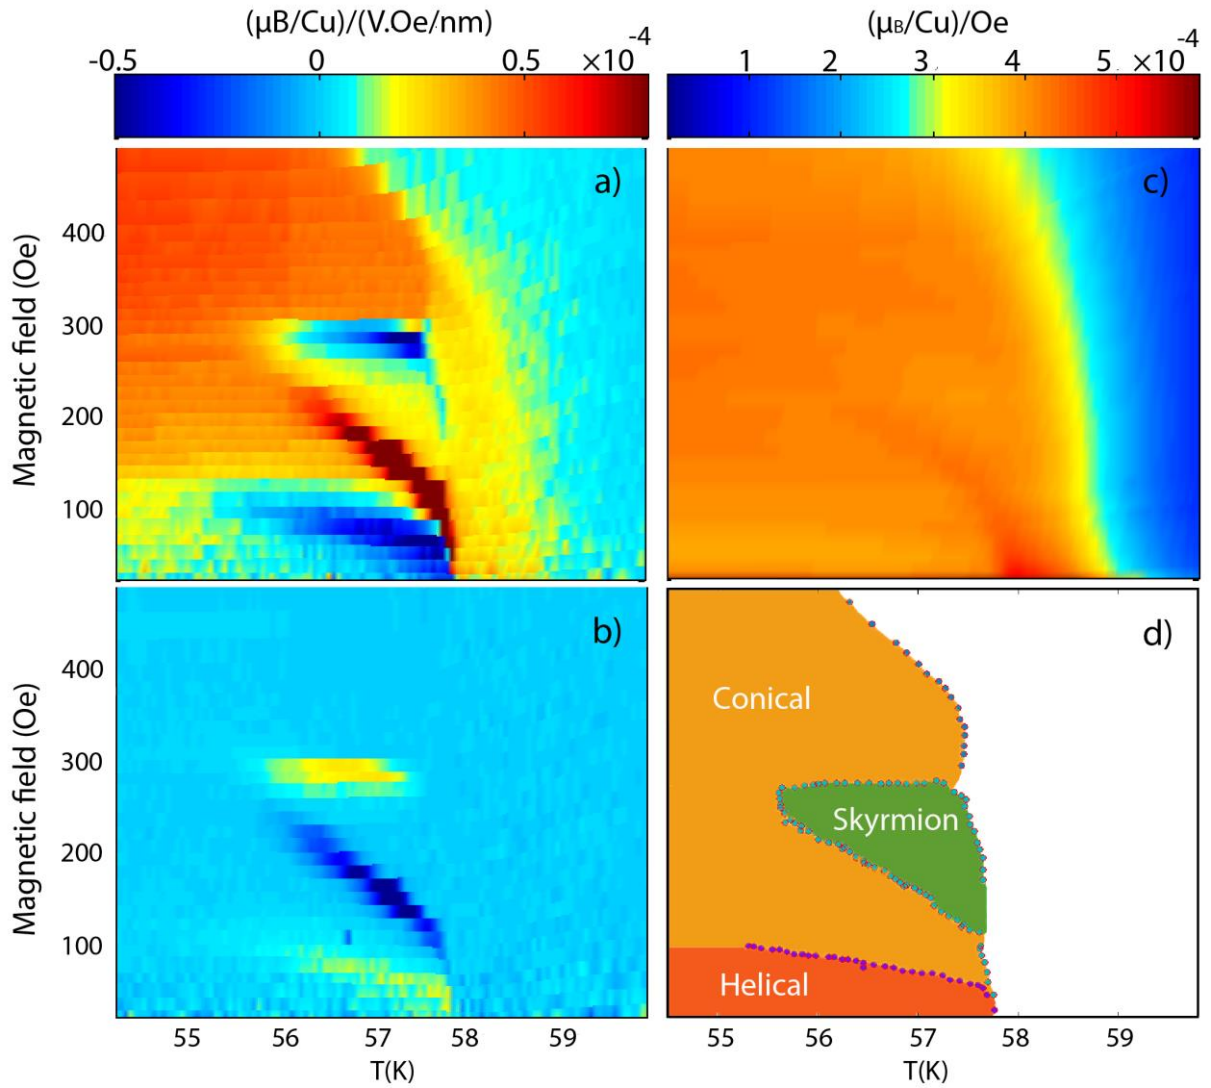 (μB/Cu)/(V.Oe/nm)
-0.5 0 0.5 ×10-4
(μB/Cu)/Oe
1 2 3 4 5 ×10-4
a)
c)
Magnetic field (Oe)
400
300
200
100
b)
d)
Magnetic field (Oe)
400
300
200
100
Conical
Skyrmion
Helical
55 56 57 58 59
T(K)
55 56 57 58 59
T(K)